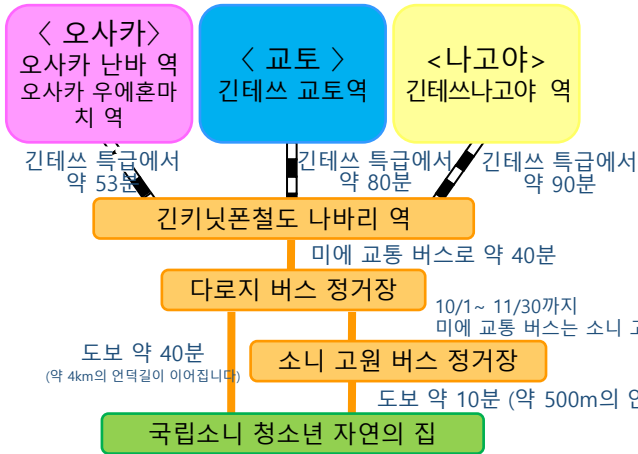 〈 오사카〉
오사카 난바 역
오사카 우에혼마
치 역
〈 교토 〉
긴테쓰 교토역
<나고야>
긴테쓰나고야 역
긴테쓰 특급에서
약 53분
긴테쓰 특급에서
약 80분
긴테쓰 특급에서
약 90분
긴키닛폰철도 나바리 역
미에 교통 버스로 약 40분
다로지 버스 정거장
10/1~ 11/30까지
미에 교통 버스는 소니 고
도보 약 40분
(약 4km의 언덕길이 이어집니다)
소니 고원 버스 정거장
도보 약 10분 (약 500m의 언
국립소니 청소년 자연의 집